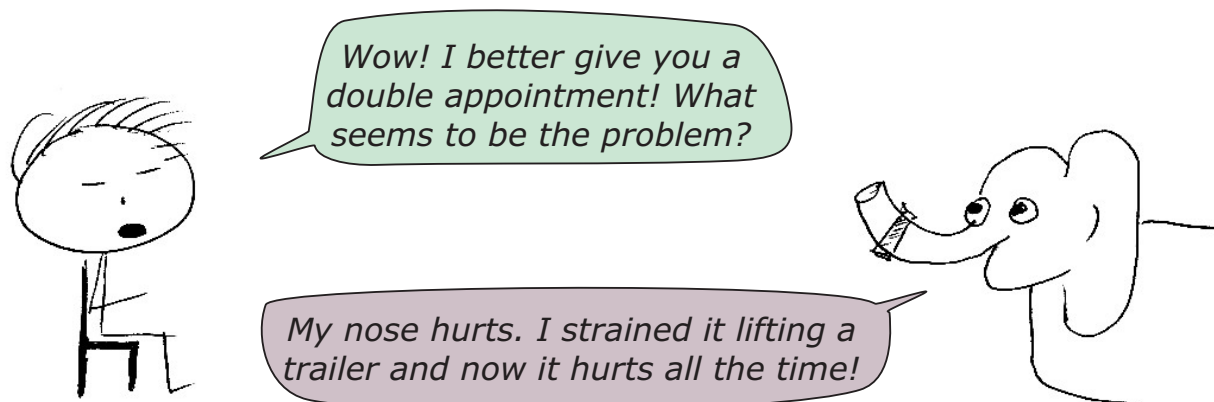 Wow! I better give you a
double appointment! What
seems to be the problem?
My nose hurts. I strained it lifting a
trailer and now it hurts all the time!